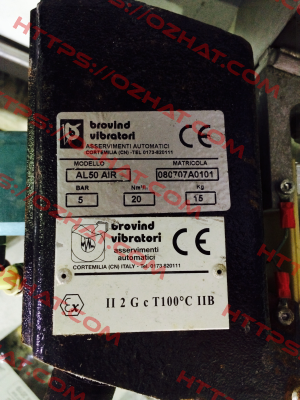 HTTPS://OZHAT.COM
brovind
vibratori
ASSERVIMENTI AUTOMATICI
CORTEMILIA (CN) -TEL 0173-820111
CE
MODELLO
MATRICOLA
AL50 AIR
080707A0101
BAR
Nm³/h
Kg
5
20
15
brovind
vibratori
asservimenti
automatici
CE
CORTEMILIA (CN) ITALY - Tel. 0173.820111
Ex
II 2 G c T100°C IIB